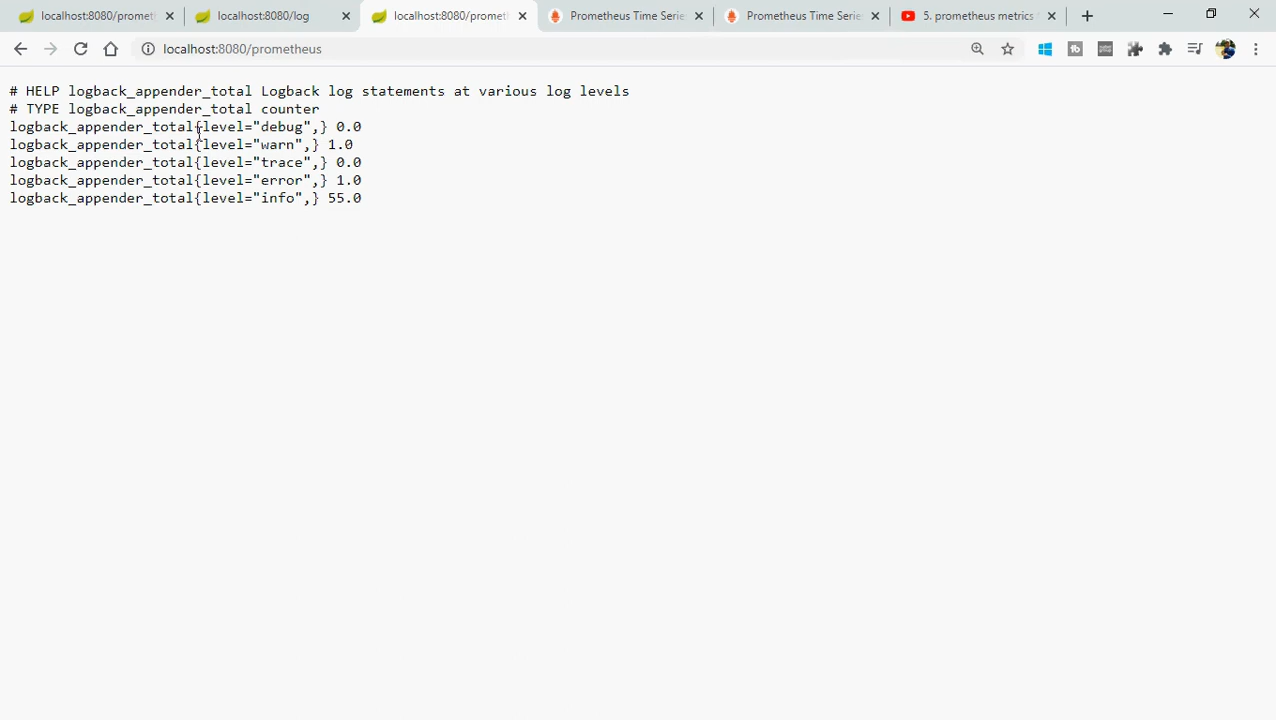 localhost:8080/promet
localhost:8080/log
localhost:8080/promet
Prometheus Time Serie
Prometheus Time Serie
5. prometheus metrics
localhost:8080/prometheus
# HELP logback_appender_total Logback log statements at various log levels
# TYPE logback_appender_total counter
logback_appender_total{level="debug",} 0.0
logback_appender_total{level="warn",} 1.0
logback_appender_total{level="trace",} 0.0
logback_appender_total{level="error",} 1.0
logback_appender_total{level="info",} 55.0